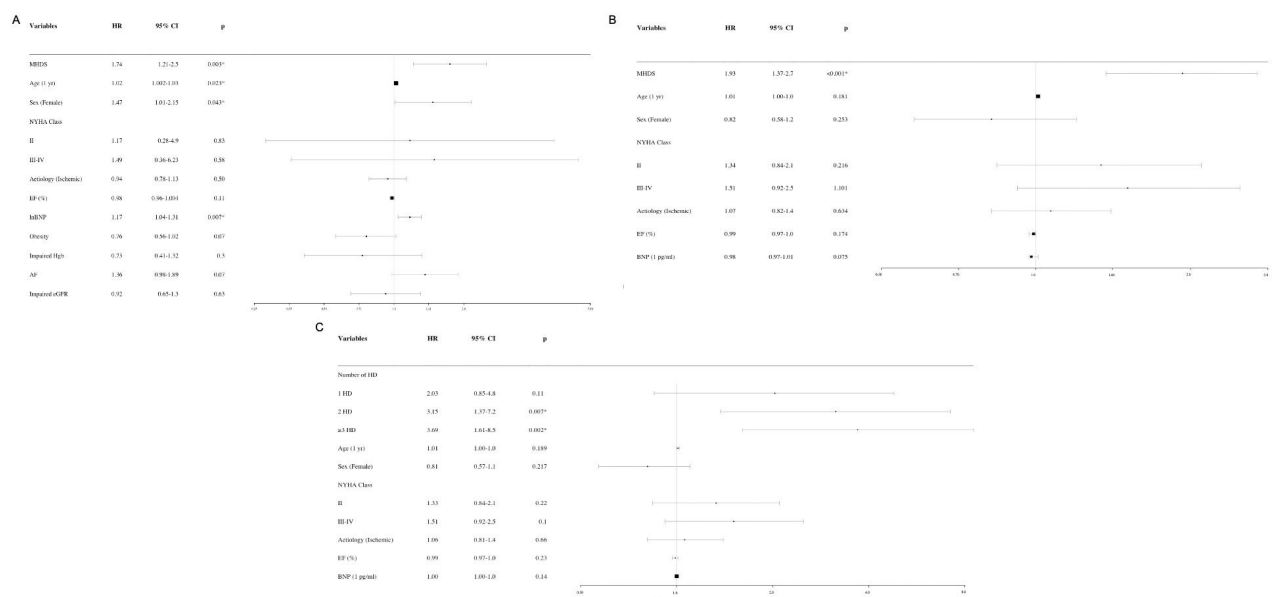 A
Variables HR 95% CI p
MHDS 1.74 1.21-2.5 0.003*
Age (1 yr) 1.02 1.002-1.03 0.023*
Sex (Female) 1.47 1.01-2.15 0.043*
NYHA Class
II 1.17 0.28-4.9 0.83
III-IV 1.49 0.36-6.23 0.58
Aetiology (Ischemic) 0.94 0.78-1.13 0.50
EF (%) 0.98 0.96-1.004 0.11
lnBNP 1.17 1.04-1.31 0.007*
Obesity 0.76 0.56-1.02 0.07
Impaired Hgb 0.73 0.41-1.32 0.3
AF 1.36 0.98-1.89 0.07
Impaired eGFR 0.92 0.65-1.3 0.63
B
Variables HR 95% CI p
MHDS 1.93 1.37-2.7 <0.001*
Age (1 yr) 1.01 1.00-1.0 0.181
Sex (Female) 0.82 0.58-1.2 0.253
NYHA Class
II 1.34 0.84-2.1 0.216
III-IV 1.51 0.92-2.5 1.101
Aetiology (Ischemic) 1.07 0.82-1.4 0.634
EF (%) 0.99 0.97-1.0 0.174
BNP (1 pg/ml) 0.98 0.97-1.01 0.075
C
Variables HR 95% CI p
Number of HD
1 HD 2.03 0.85-4.8 0.11
2 HD 3.15 1.37-7.2 0.007*
≥3 HD 3.69 1.61-8.5 0.002*
Age (1 yr) 1.01 1.00-1.0 0.189
Sex (Female) 0.81 0.57-1.1 0.217
NYHA Class
II 1.33 0.84-2.1 0.22
III-IV 1.51 0.92-2.5 0.1
Aetiology (Ischemic) 1.06 0.81-1.4 0.66
EF (%) 0.99 0.97-1.0 0.23
BNP (1 pg/ml) 1.00 1.00-1.0 0.14